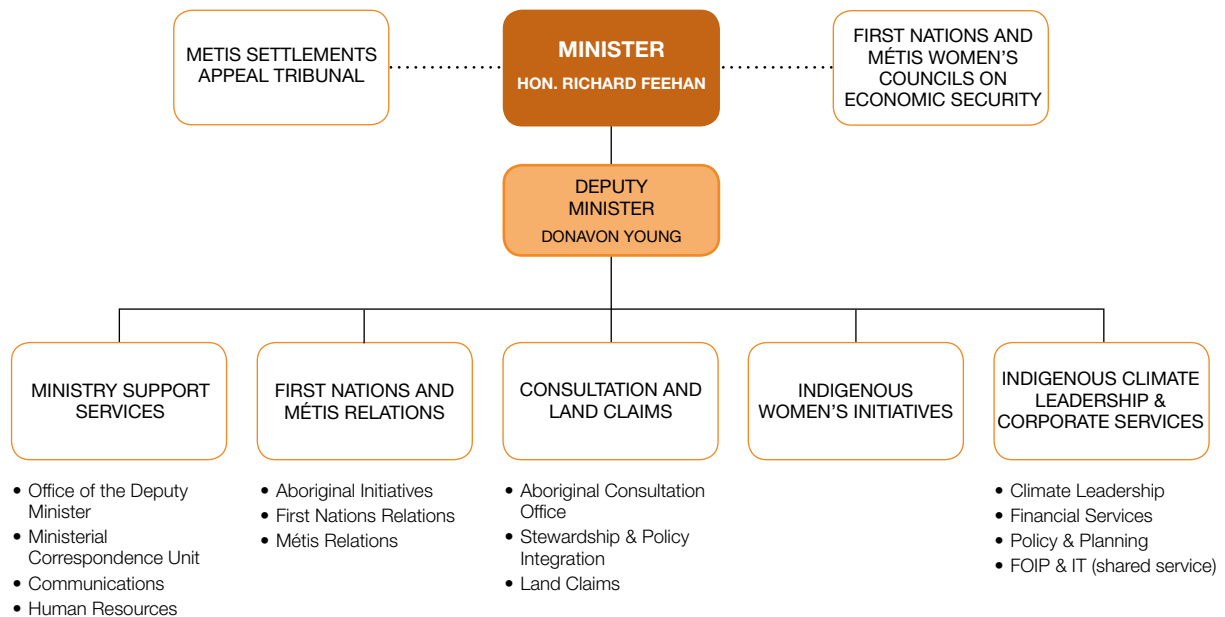 METIS SETTLEMENTS
APPEAL TRIBUNAL
MINISTER
HON. RICHARD FEEHAN
FIRST NATIONS AND
MÉTIS WOMEN'S
COUNCILS ON
ECONOMIC SECURITY
DEPUTY
MINISTER
DONAVON YOUNG
MINISTRY SUPPORT
SERVICES
• Office of the Deputy
Minister
• Ministerial
Correspondence Unit
• Communications
• Human Resources
FIRST NATIONS AND
MÉTIS RELATIONS
• Aboriginal Initiatives
• First Nations Relations
• Métis Relations
CONSULTATION AND
LAND CLAIMS
• Aboriginal Consultation
Office
• Stewardship & Policy
Integration
• Land Claims
INDIGENOUS
WOMEN'S INITIATIVES
INDIGENOUS CLIMATE
LEADERSHIP &
CORPORATE SERVICES
• Climate Leadership
• Financial Services
• Policy & Planning
• FOIP & IT (shared service)